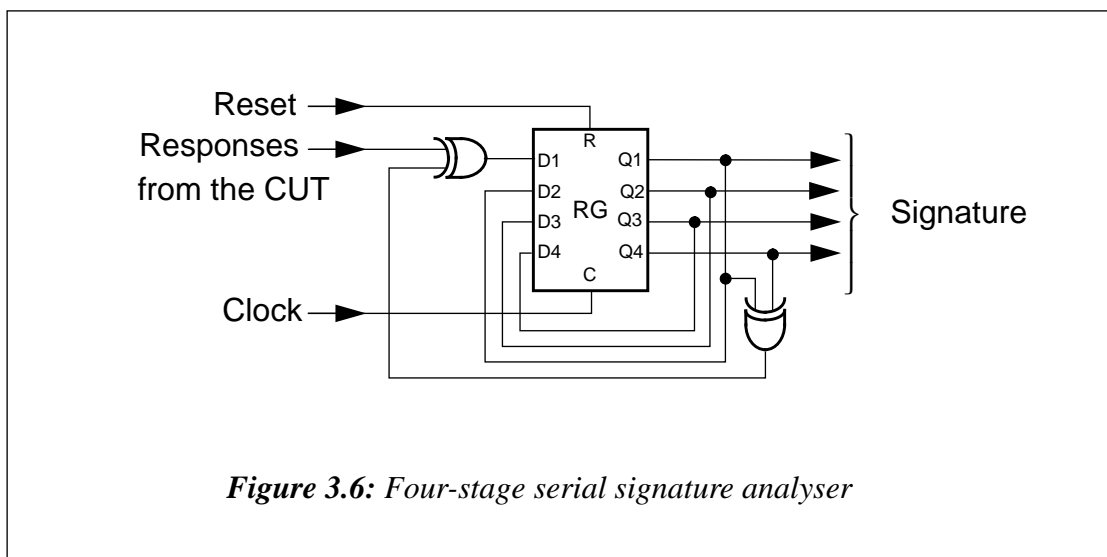 Reset
Responses
from the CUT
Clock
R
D1
D2
D3
D4
RG
Q1
Q2
Q3
Q4
C
Signature
Figure 3.6: Four-stage serial signature analyser